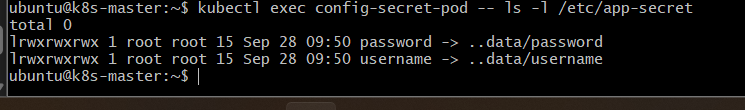 ubuntu@k8s-master:~$ kubectl exec config-secret-pod -- ls -l /etc/app-secret
total 0
lrwxrwxrwx 1 root root 15 Sep 28 09:50 password -> ..data/password
lrwxrwxrwx 1 root root 15 Sep 28 09:50 username -> ..data/username
ubuntu@k8s-master:~$